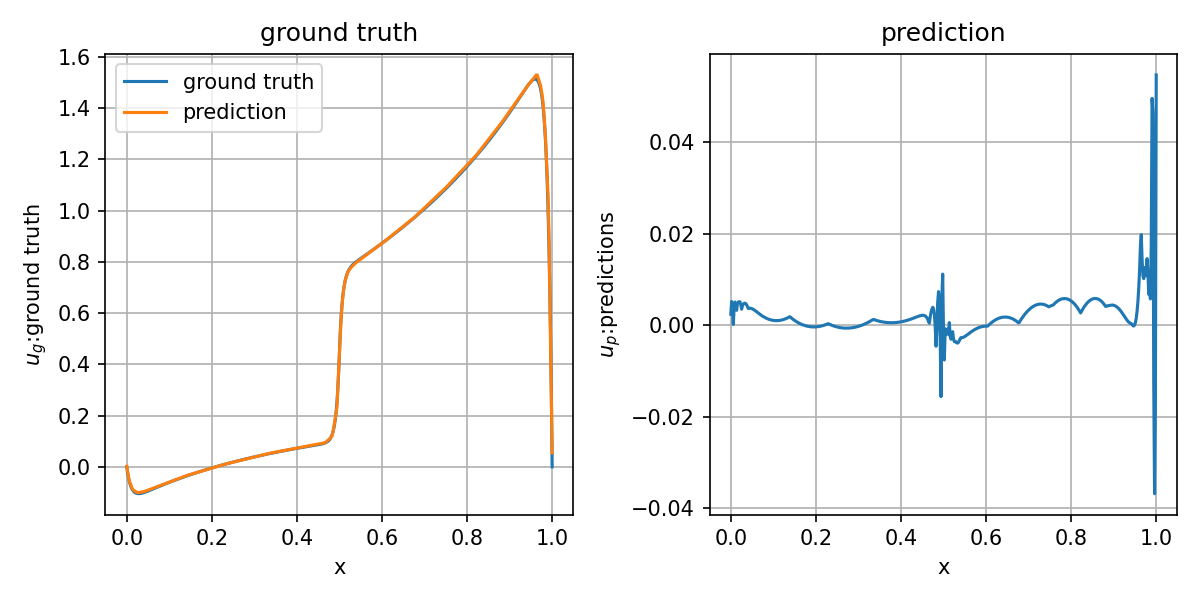 ground truth
1.6
1.4
1.2
1.0
0.8
0.6
0.4
0.2
0.0
u_g:ground truth
ground truth
prediction
0.0 0.2 0.4 0.6 0.8 1.0
x
prediction
0.04
0.02
0.00
−0.02
−0.04
u_p:predictions
0.0 0.2 0.4 0.6 0.8 1.0
x